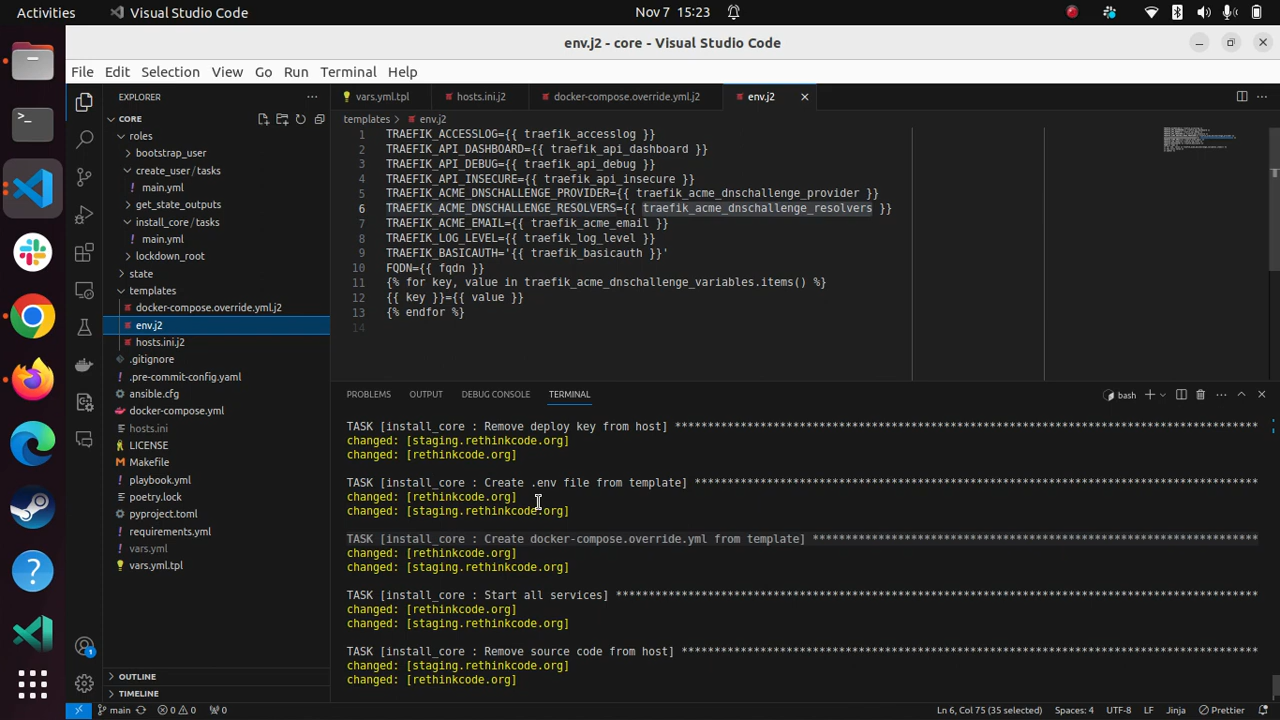 Activities
Visual Studio Code
Nov 7 15:23
env.j2 - core - Visual Studio Code
File Edit Selection View Go Run Terminal Help
EXPLORER
CORE
roles
bootstrap_user
create_user/tasks
main.yml
get_state_outputs
install_core/tasks
main.yml
lockdown_root
state
templates
docker-compose.override.yml.j2
env.j2
hosts.ini.j2
.gitignore
.pre-commit-config.yaml
ansible.cfg
docker-compose.yml
hosts.ini
LICENSE
Makefile
playbook.yml
poetry.lock
pyproject.toml
requirements.yml
vars.yml
vars.yml.tpl
OUTLINE
TIMELINE
vars.yml.tpl hosts.ini.j2 docker-compose.override.yml.j2 env.j2
templates > env.j2
1 TRAEFIK_ACCESSLOG={{ traefik_accesslog }}
2 TRAEFIK_API_DASHBOARD={{ traefik_api_dashboard }}
3 TRAEFIK_API_DEBUG={{ traefik_api_debug }}
4 TRAEFIK_API_INSECURE={{ traefik_api_insecure }}
5 TRAEFIK_ACME_DNSCHALLENGE_PROVIDER={{ traefik_acme_dnschallenge_provider }}
6 TRAEFIK_ACME_DNSCHALLENGE_RESOLVERS={{ traefik_acme_dnschallenge_resolvers }}
7 TRAEFIK_ACME_EMAIL={{ traefik_acme_email }}
8 TRAEFIK_LOG_LEVEL={{ traefik_log_level }}
9 TRAEFIK_BASICAUTH='{{ traefik_basicauth }}'
10 FQDN={{ fqdn }}
11 {% for key, value in traefik_acme_dnschallenge_variables.items() %}
12 {{ key }}={{ value }}
13 {% endfor %}
14
PROBLEMS OUTPUT DEBUG CONSOLE TERMINAL
bash
TASK [install_core : Remove deploy key from host] ****************************************************************************************
changed: [staging.rethinkcode.org]
changed: [rethinkcode.org]
TASK [install_core : Create .env file from template] *************************************************************************************
changed: [rethinkcode.org]
changed: [staging.rethinkcode.org]
TASK [install_core : Create docker-compose.override.yml from template] *******************************************************************
changed: [rethinkcode.org]
changed: [staging.rethinkcode.org]
TASK [install_core : Start all services] *************************************************************************************************
changed: [rethinkcode.org]
changed: [staging.rethinkcode.org]
TASK [install_core : Remove source code from host] ***************************************************************************************
changed: [staging.rethinkcode.org]
changed: [rethinkcode.org]
1
main 0 0 0
Ln 6, Col 75 (35 selected) Spaces: 4 UTF-8 LF Jinja Prettier